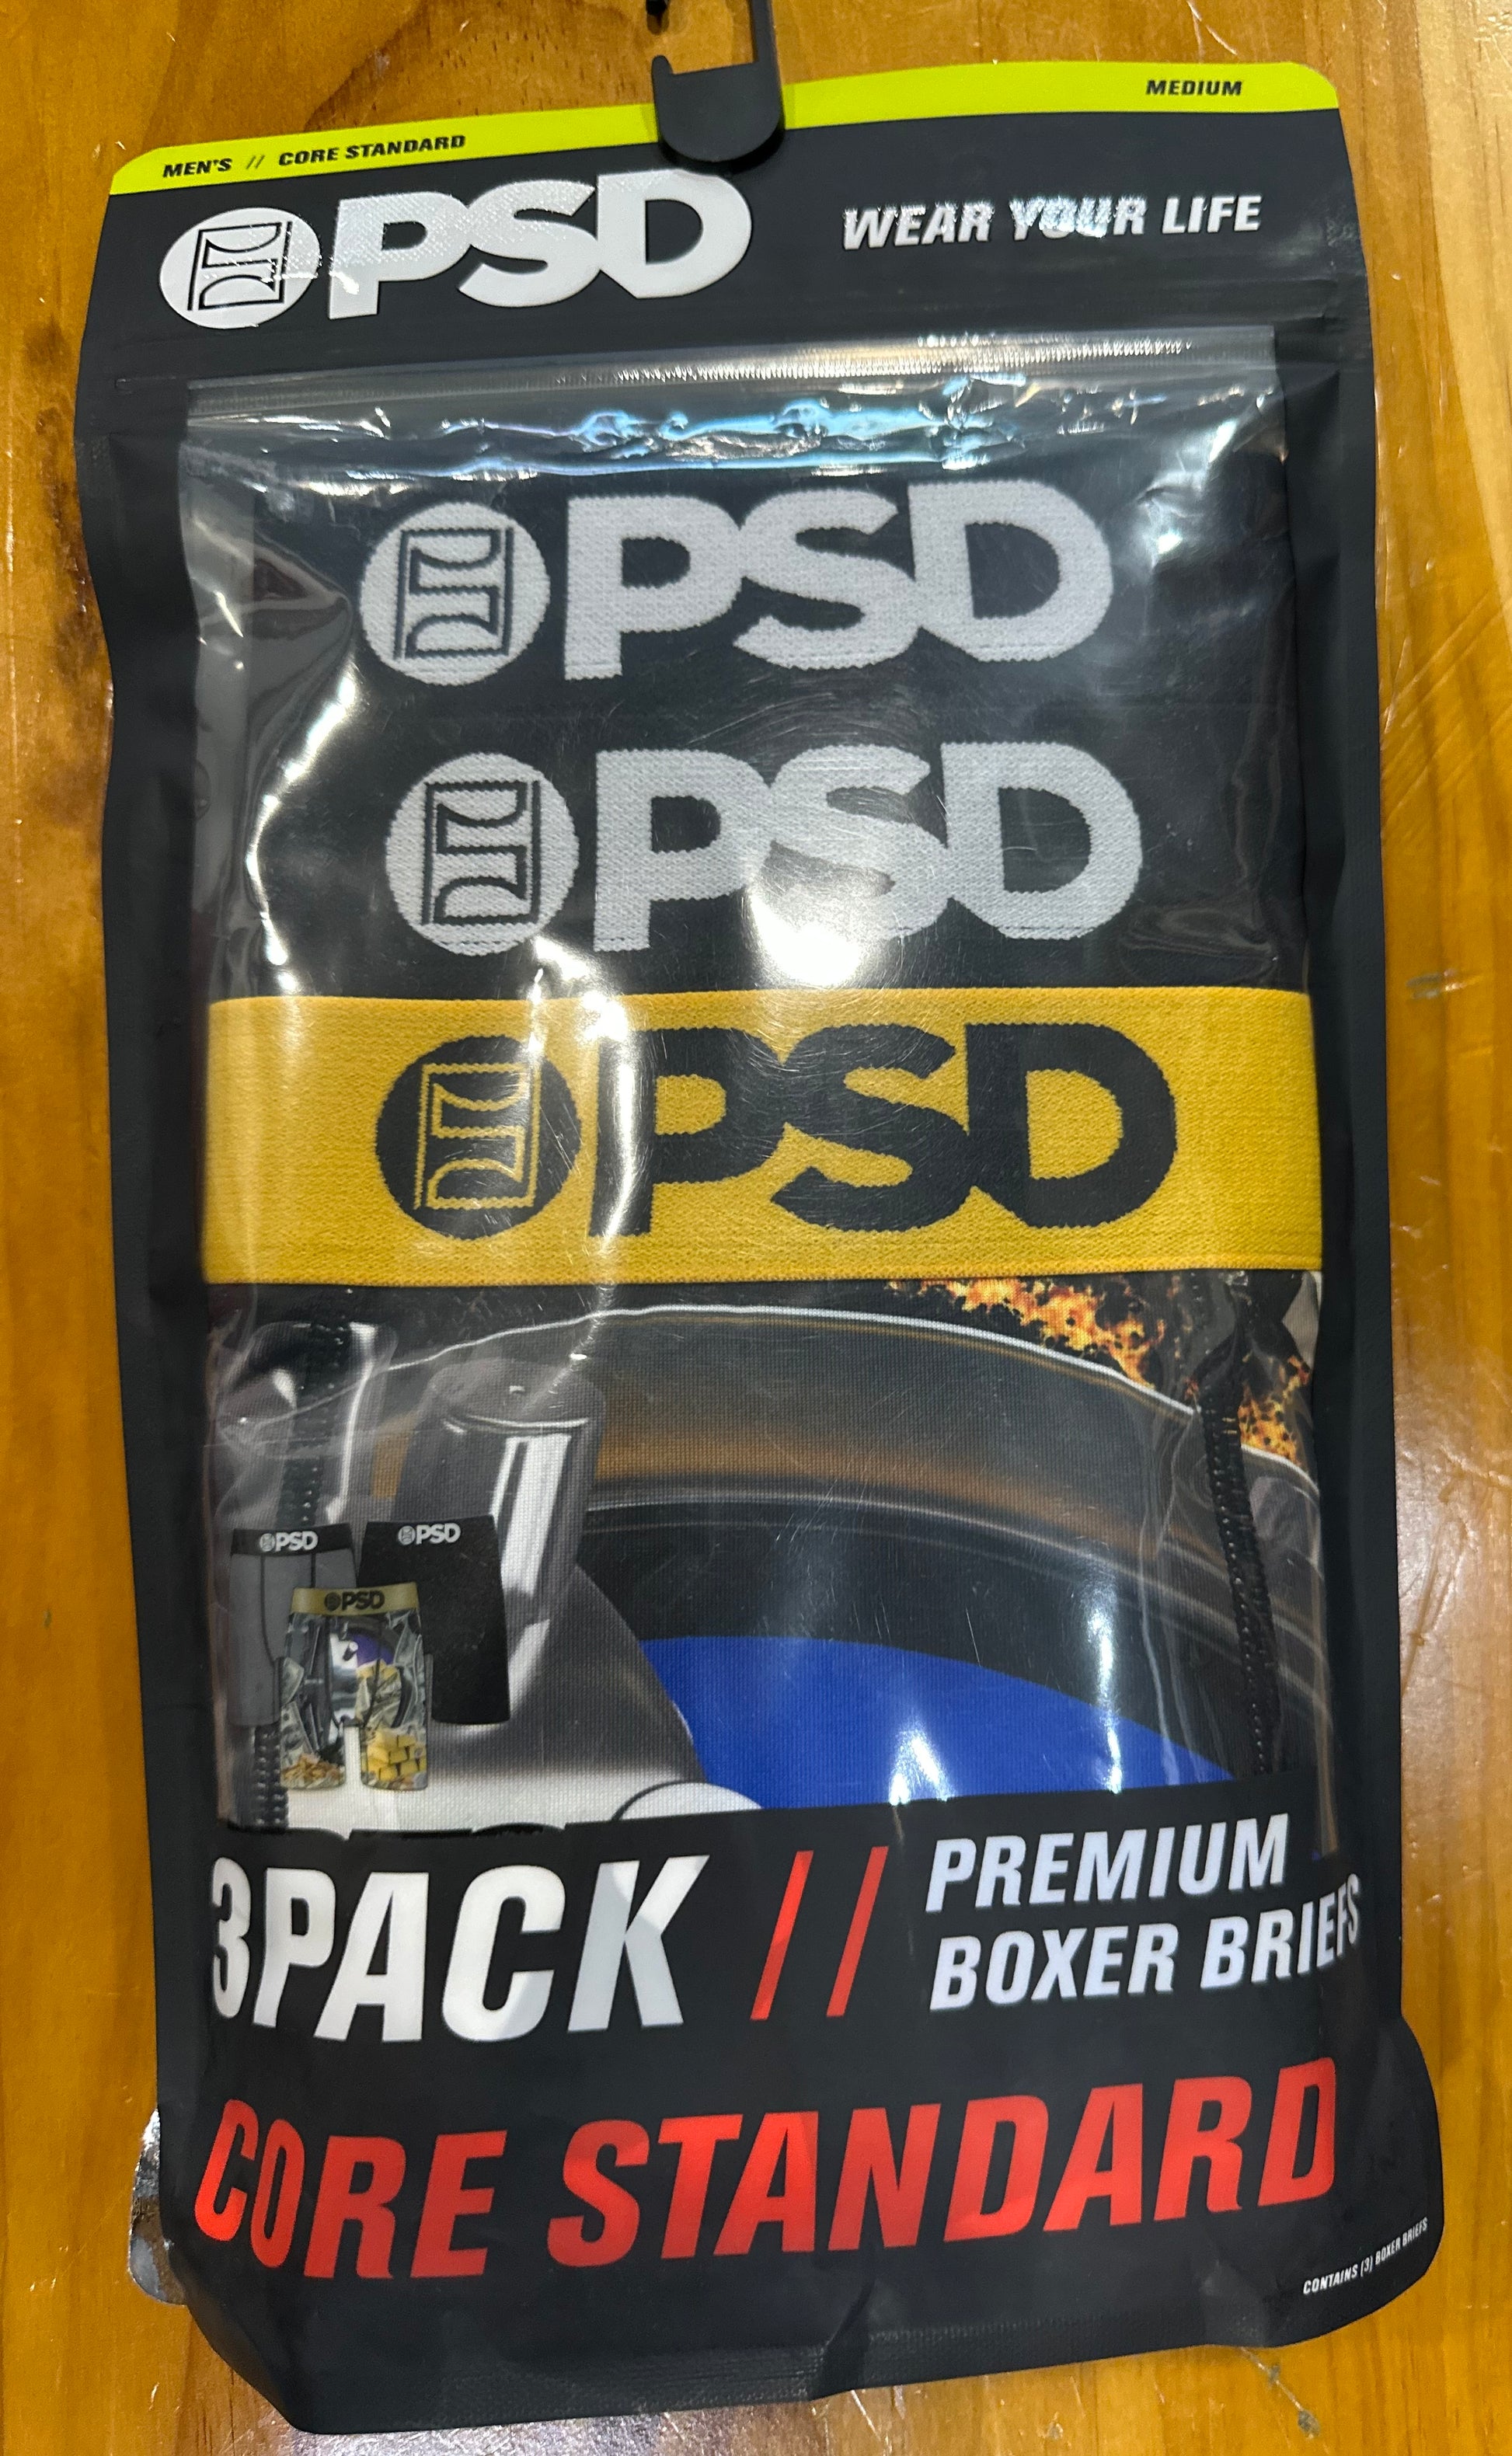 MEDIUM
MEN'S // CORE STANDARD
PSD
WEAR YOUR LIFE
PSD
PSD
PSD
PSD
PSD
PSD
3PACK // PREMIUM
BOXER BRIEFS
CORE STANDARD
CONTAINS (3) BOXER BRIEFS